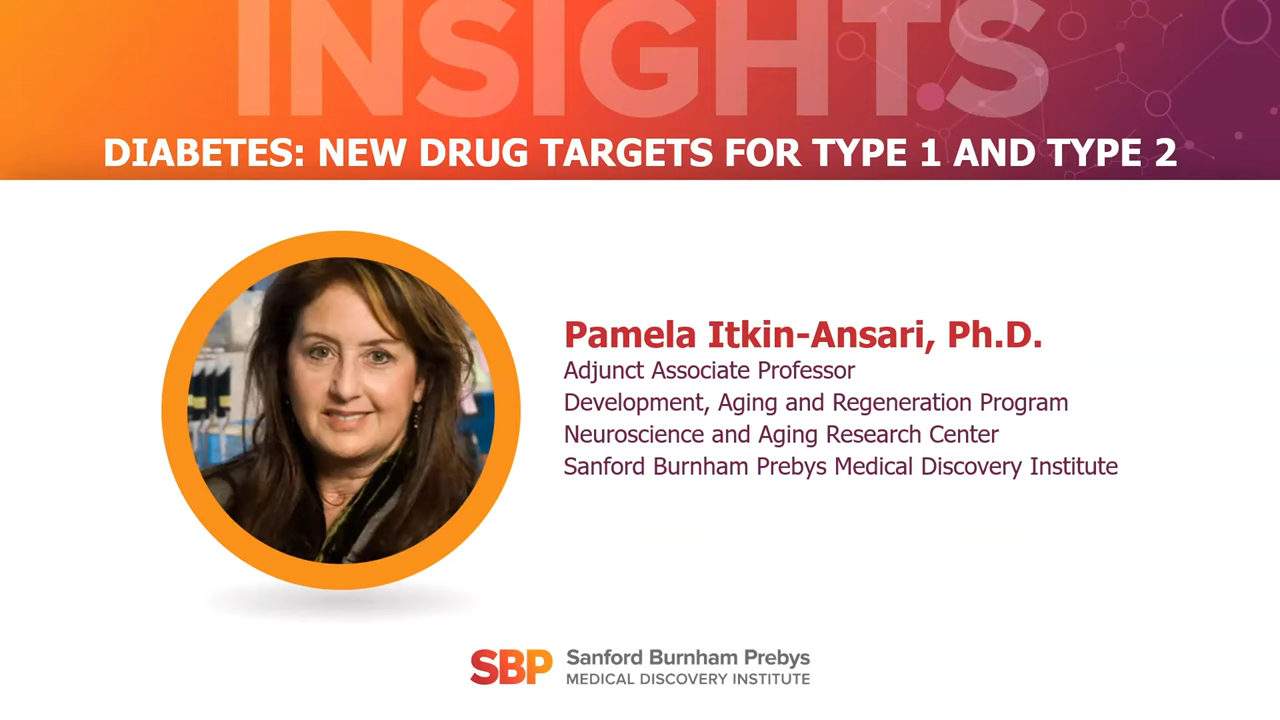 INSIGHTS
DIABETES: NEW DRUG TARGETS FOR TYPE 1 AND TYPE 2
Pamela Itkin-Ansari, Ph.D.
Adjunct Associate Professor
Development, Aging and Regeneration Program
Neuroscience and Aging Research Center
Sanford Burnham Prebys Medical Discovery Institute
SBP Sanford Burnham Prebys
MEDICAL DISCOVERY INSTITUTE